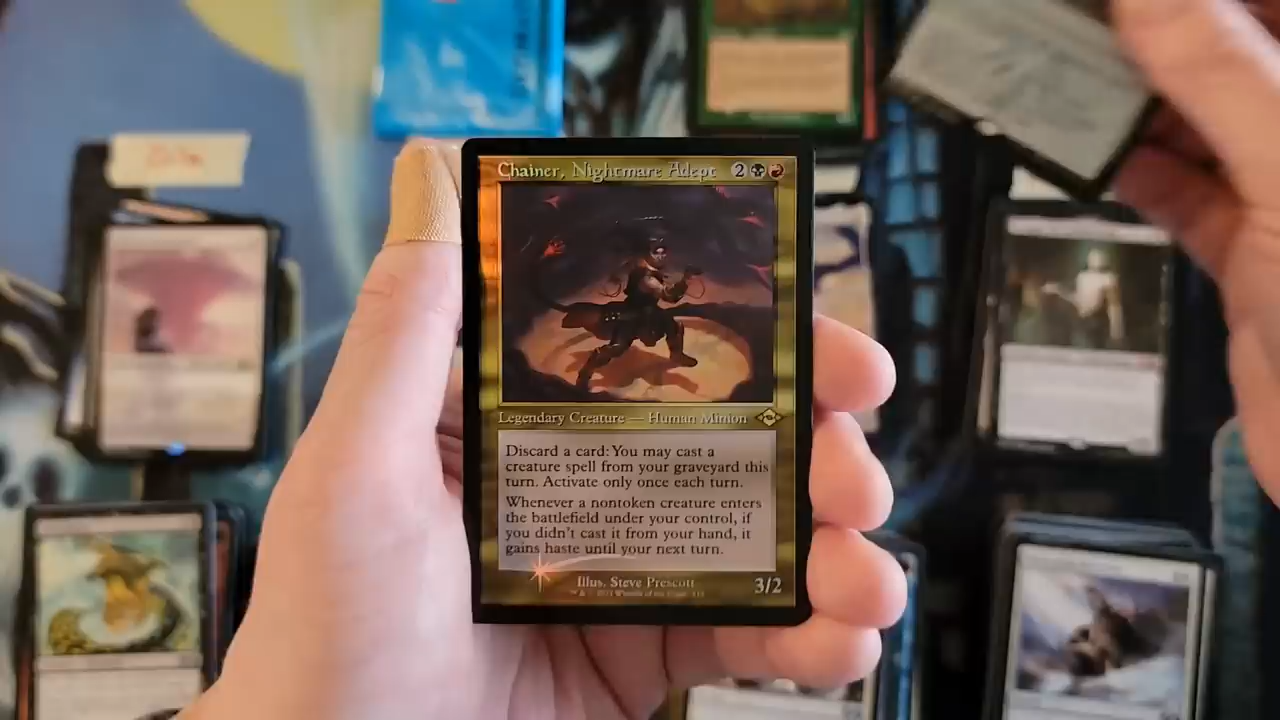 Chainer, Nightmare Adept 2
Legendary Creature — Human Minion
Discard a card: You may cast a
creature spell from your graveyard this
turn. Activate only once each turn.
Whenever a nontoken creature enters
the battlefield under your control, if
you didn't cast it from your hand, it
gains haste until your next turn.
Illus. Steve Prescott
3/2